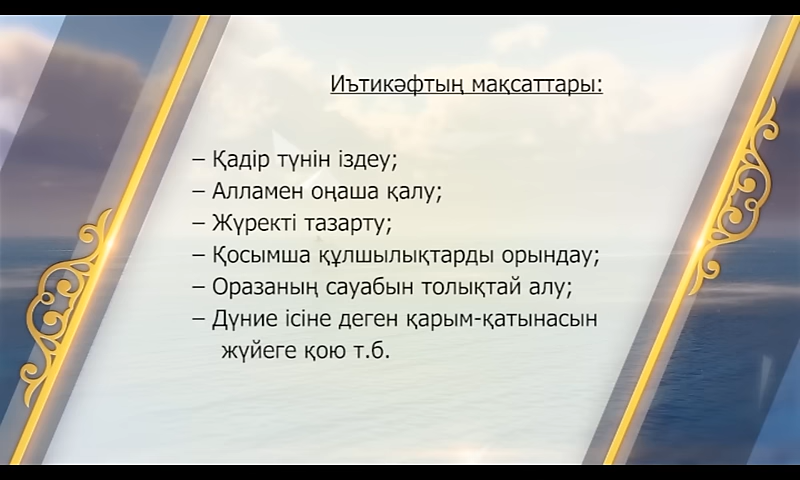 Иътикәфтың мақсаттары:
– Қадір түнін іздеу;
– Алламен оңаша қалу;
– Жүректі тазарту;
– Қосымша құлшылықтарды орындау;
– Оразаның сауабын толықтай алу;
– Дүние ісіне деген қарым-қатынасын
жүйеге қою т.б.